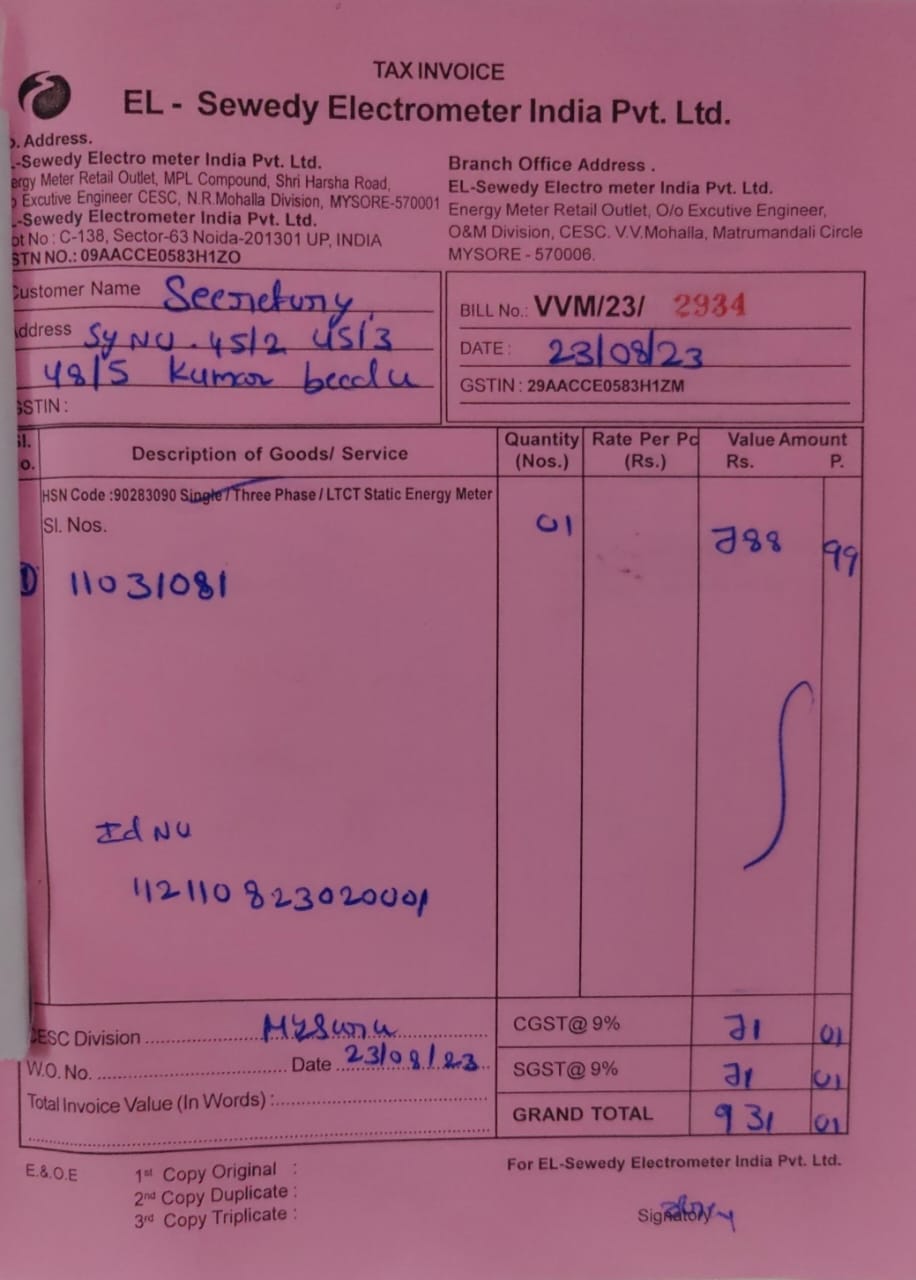 TAX INVOICE
EL - Sewedy Electrometer India Pvt. Ltd.
. Address.
-Sewedy Electro meter India Pvt. Ltd.
ergy Meter Retail Outlet, MPL Compound, Shri Harsha Road,
Excutive Engineer CESC, N.R.Mohalla Division, MYSORE-570001
-Sewedy Electrometer India Pvt. Ltd.
ot No : C-138, Sector-63 Noida-201301 UP, INDIA
STN NO.: 09AACCE0583H1ZO
Branch Office Address .
EL-Sewedy Electro meter India Pvt. Ltd.
Energy Meter Retail Outlet, O/o Excutive Engineer,
O&M Division, CESC. V.V.Mohalla, Matrumandali Circle
MYSORE - 570006.
Customer Name Secretury,
ddress Sy NU . 45/2 45/3
48/5 Kumar beedu
GSTIN :
BILL No.: VVM/23/ 2934
DATE : 23/08/23
GSTIN : 29AACCE0583H1ZM
Sl. No. Description of Goods/ Service Quantity (Nos.) Rate Per Pc (Rs.) Value Amount Rs. P.
HSN Code :90283090 Single / Three Phase / LTCT Static Energy Meter
Sl. Nos. 01 788 99
1 11031081
Id NU
112110823020001
CESC Division Mysuru
W.O. No. Date 23/08/23
Total Invoice Value (In Words) :
CGST@ 9% 71 01
SGST@ 9% 71 01
GRAND TOTAL 931 01
E.&.O.E
1st Copy Original :
2nd Copy Duplicate :
3rd Copy Triplicate :
For EL-Sewedy Electrometer India Pvt. Ltd.
Signatory